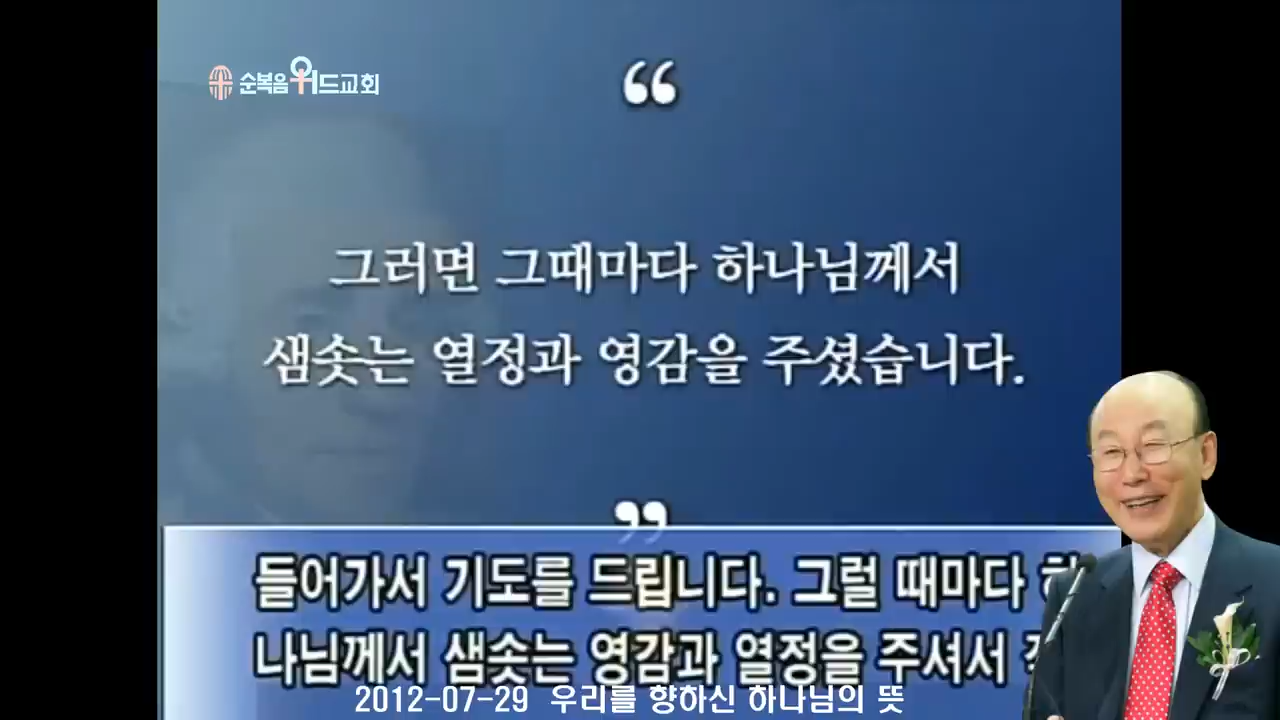 순복음워드교회
“
그러면 그때마다 하나님께서
샘솟는 열정과 영감을 주셨습니다.
”
들어가서 기도를 드립니다. 그럴 때마다 하
나님께서 샘솟는 영감과 열정을 주셔서
2012-07-29 우리를 향하신 하나님의 뜻